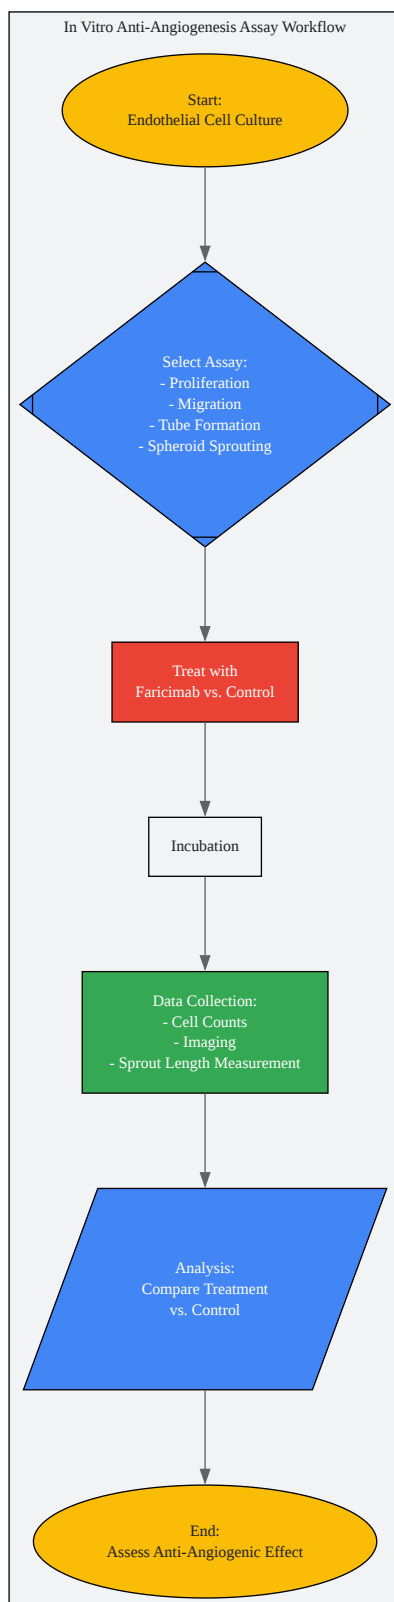 In Vitro Anti-Angiogenesis Assay Workflow
Start:
Endothelial Cell Culture
Select Assay:
- Proliferation
- Migration
- Tube Formation
- Spheroid Sprouting
Treat with
Faricimab vs. Control
Incubation
Data Collection:
- Cell Counts
- Imaging
- Sprout Length Measurement
Analysis:
Compare Treatment
vs. Control
End:
Assess Anti-Angiogenic Effect